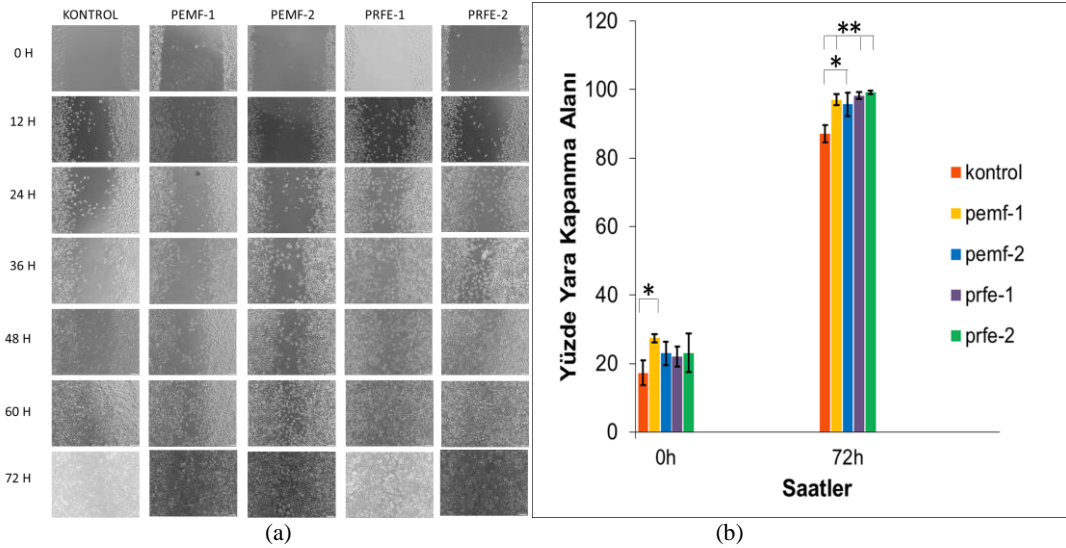 KONTROL PEMF-1 PEMF-2 PRFE-1 PRFE-2
0 H
12 H
24 H
36 H
48 H
60 H
72 H
(a)
Yüzde Yara Kapanma Alanı
120
100
80
60
40
20
0
*
**
*
0h 72h
Saatler
kontrol
pemf-1
pemf-2
prfe-1
prfe-2
(b)